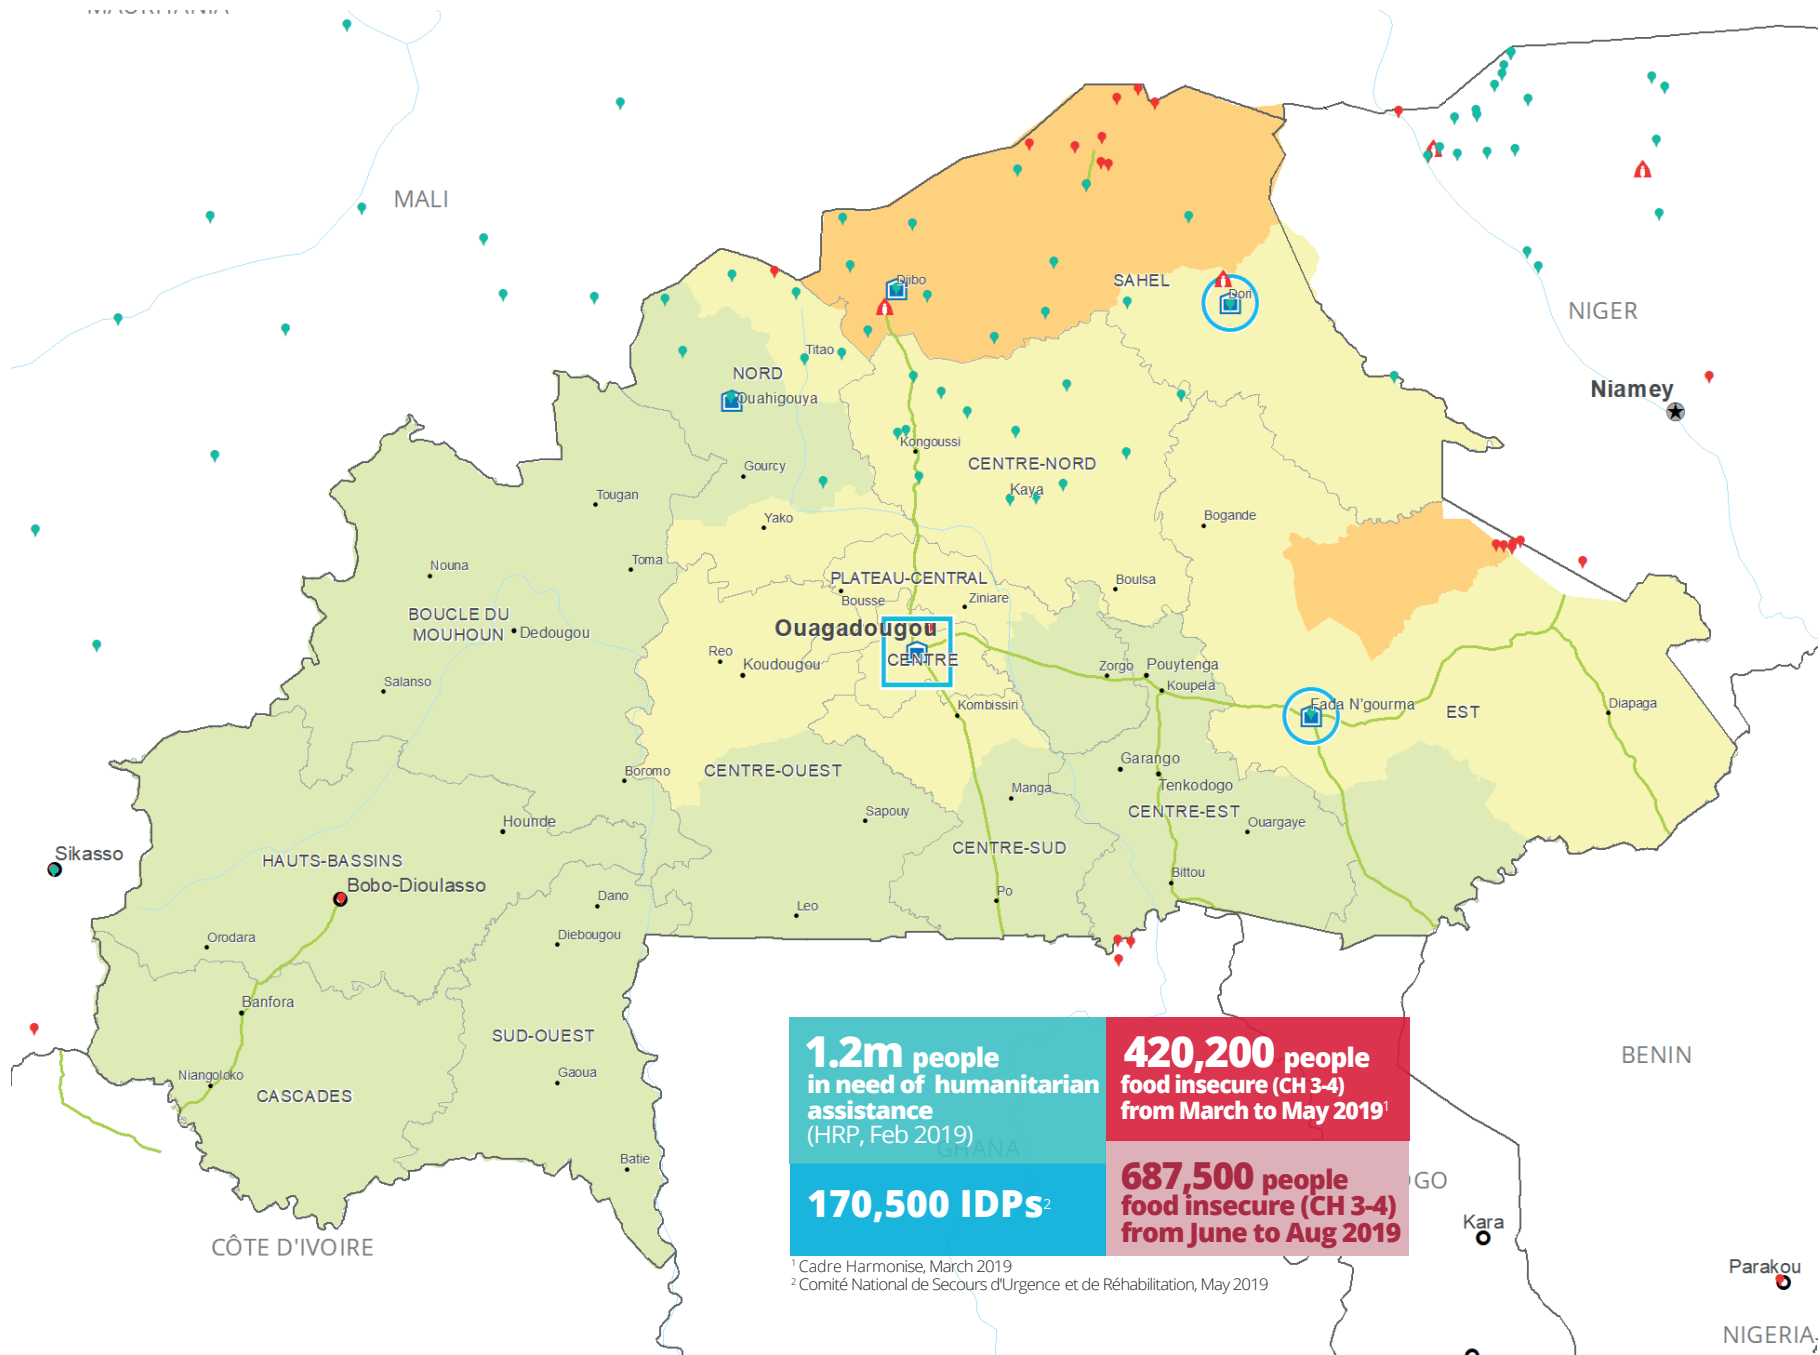 MAURITANIA
MALI
Djibo
SAHEL
Dori
NIGER
Titao
NORD
Ouahigouya
Niamey
Kongoussi
CENTRE-NORD
Gourcy
Kaya
Tougan
Yako
Bogande
Nouna
Toma
PLATEAU-CENTRAL
Boulsa
Bousse
Ziniare
BOUCLE DU
MOUHOUN
Dedougou
Ouagadougou
CENTRE
Reo
Koudougou
Zorgo
Pouytenga
Koupela
Salanso
Kombissiri
Fada N'gourma
EST
Diapaga
Boromo
CENTRE-OUEST
Garango
Tenkodogo
Manga
CENTRE-EST
Sapouy
Ouargaye
Hounde
CENTRE-SUD
Sikasso
HAUTS-BASSINS
Bobo-Dioulasso
Bittou
Dano
Po
Leo
Orodara
Diebougou
Banfora
SUD-OUEST
Niangoloko
CASCADES
Gaoua
Batie
CÔTE D'IVOIRE
BENIN
1.2m people
in need of humanitarian
assistance
(HRP, Feb 2019)
GHANA
420,200 people
food insecure (CH 3-4)
from March to May 2019¹
170,500 IDPs²
687,500 people
food insecure (CH 3-4)
from June to Aug 2019
OGO
Kara
Parakou
NIGERIA
¹ Cadre Harmonise, March 2019
² Comité National de Secours d'Urgence et de Réhabilitation, May 2019